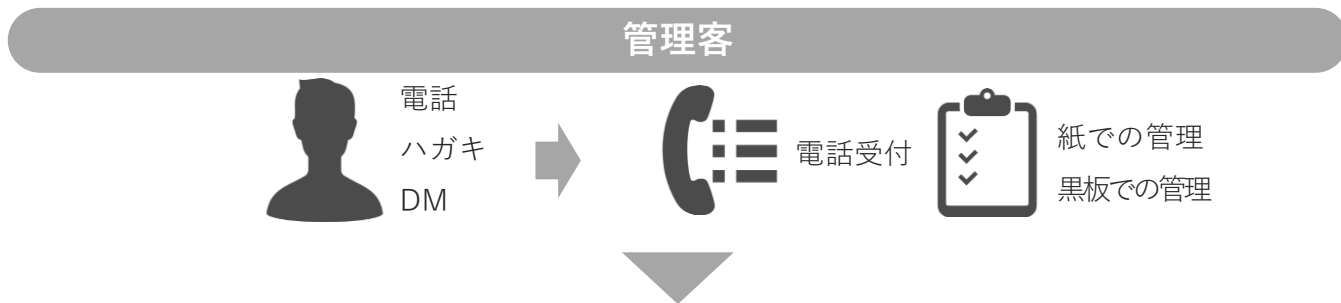 管理客
電話
ハガキ
DM
電話受付
紙での管理
黒板での管理